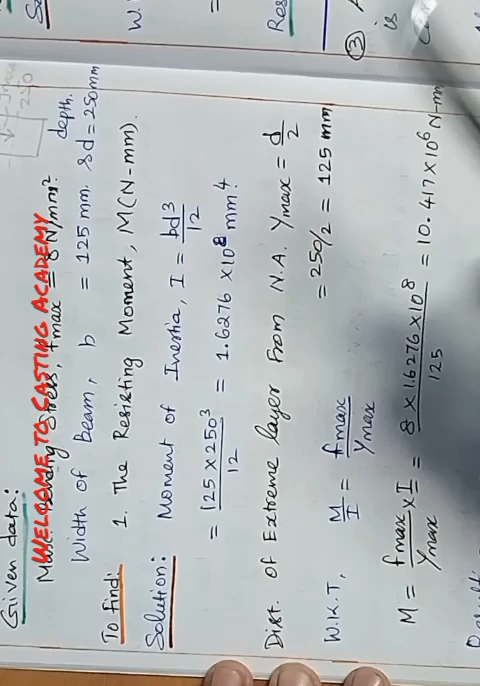 Given data:
WELCOME TO CASTING ACADEMY
Bending Stress, fmax = 8 N/mm²
Width of beam, b = 125 mm. & d = 250 mm
depth.
To find: 1. The Resisting Moment, M (N-mm).
Solution: Moment of Inertia, I = bd³/12
= 125 x 250³/12 = 1.6276 x 10⁸ mm⁴.
Dist. of Extreme layer From N.A. Ymax = d/2
= 250/2 = 125 mm
W.K.T, M/I = fmax/Ymax
M = fmax/Ymax x I = 8 x 1.6276 x 10⁸/125 = 10.417 x 10⁶ N-mm
Res
3
is